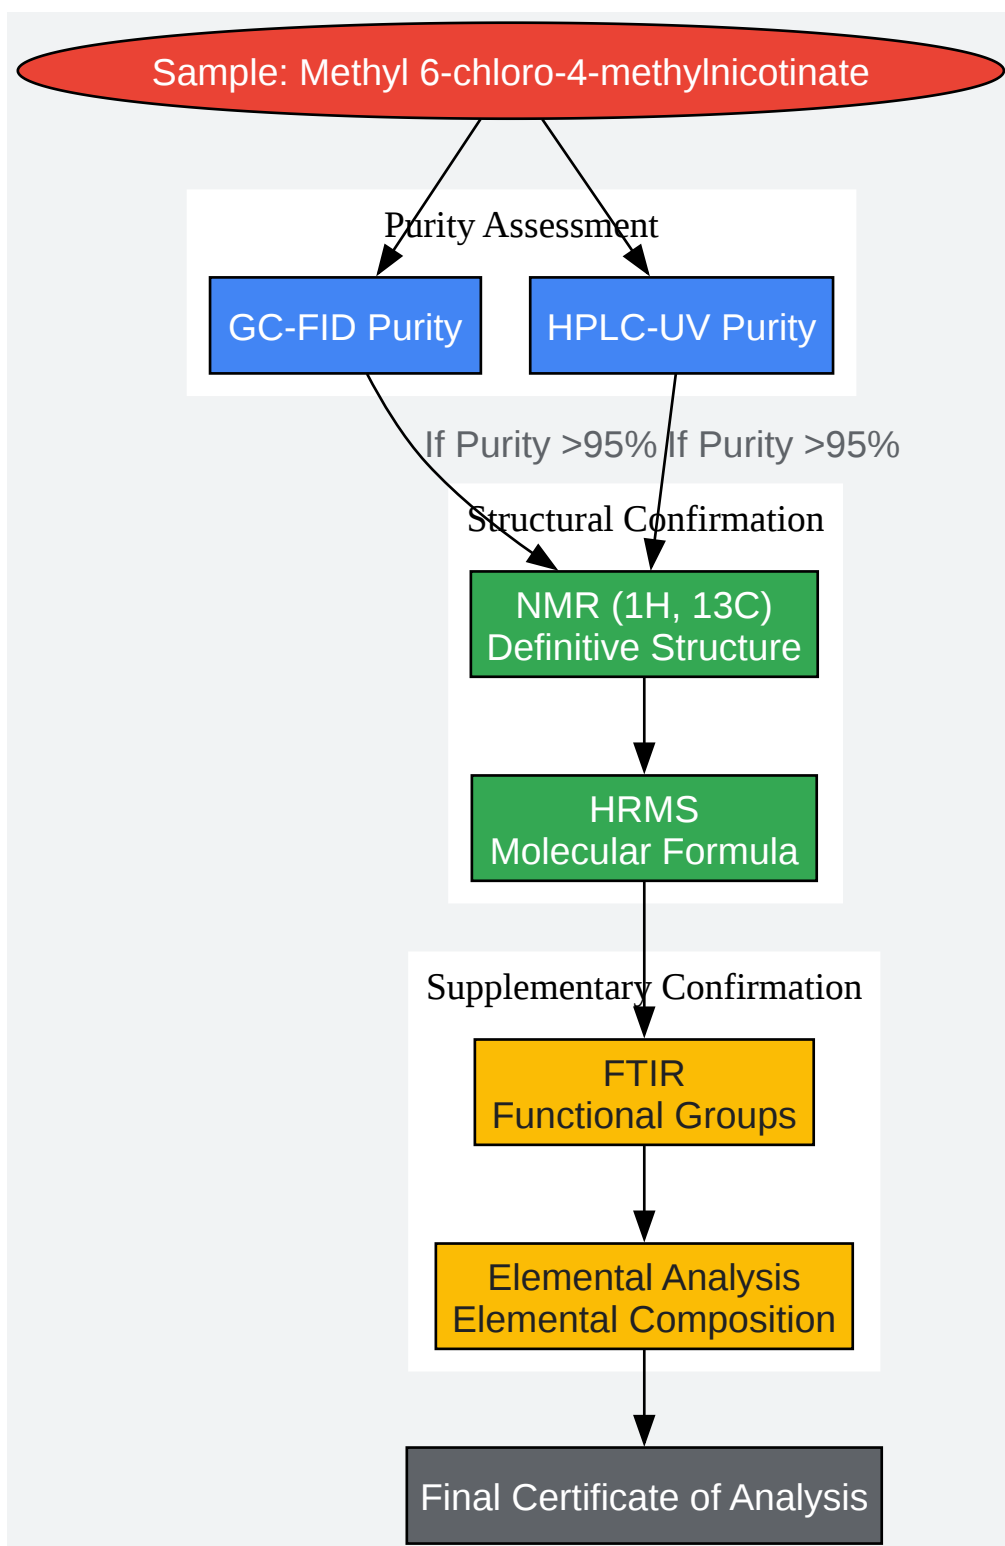 Sample: Methyl 6-chloro-4-methylnicotinate
Purity Assessment
GC-FID Purity
HPLC-UV Purity
If Purity >95%
If Purity >95%
Structural Confirmation
NMR (1H, 13C)
Definitive Structure
HRMS
Molecular Formula
Supplementary Confirmation
FTIR
Functional Groups
Elemental Analysis
Elemental Composition
Final Certificate of Analysis